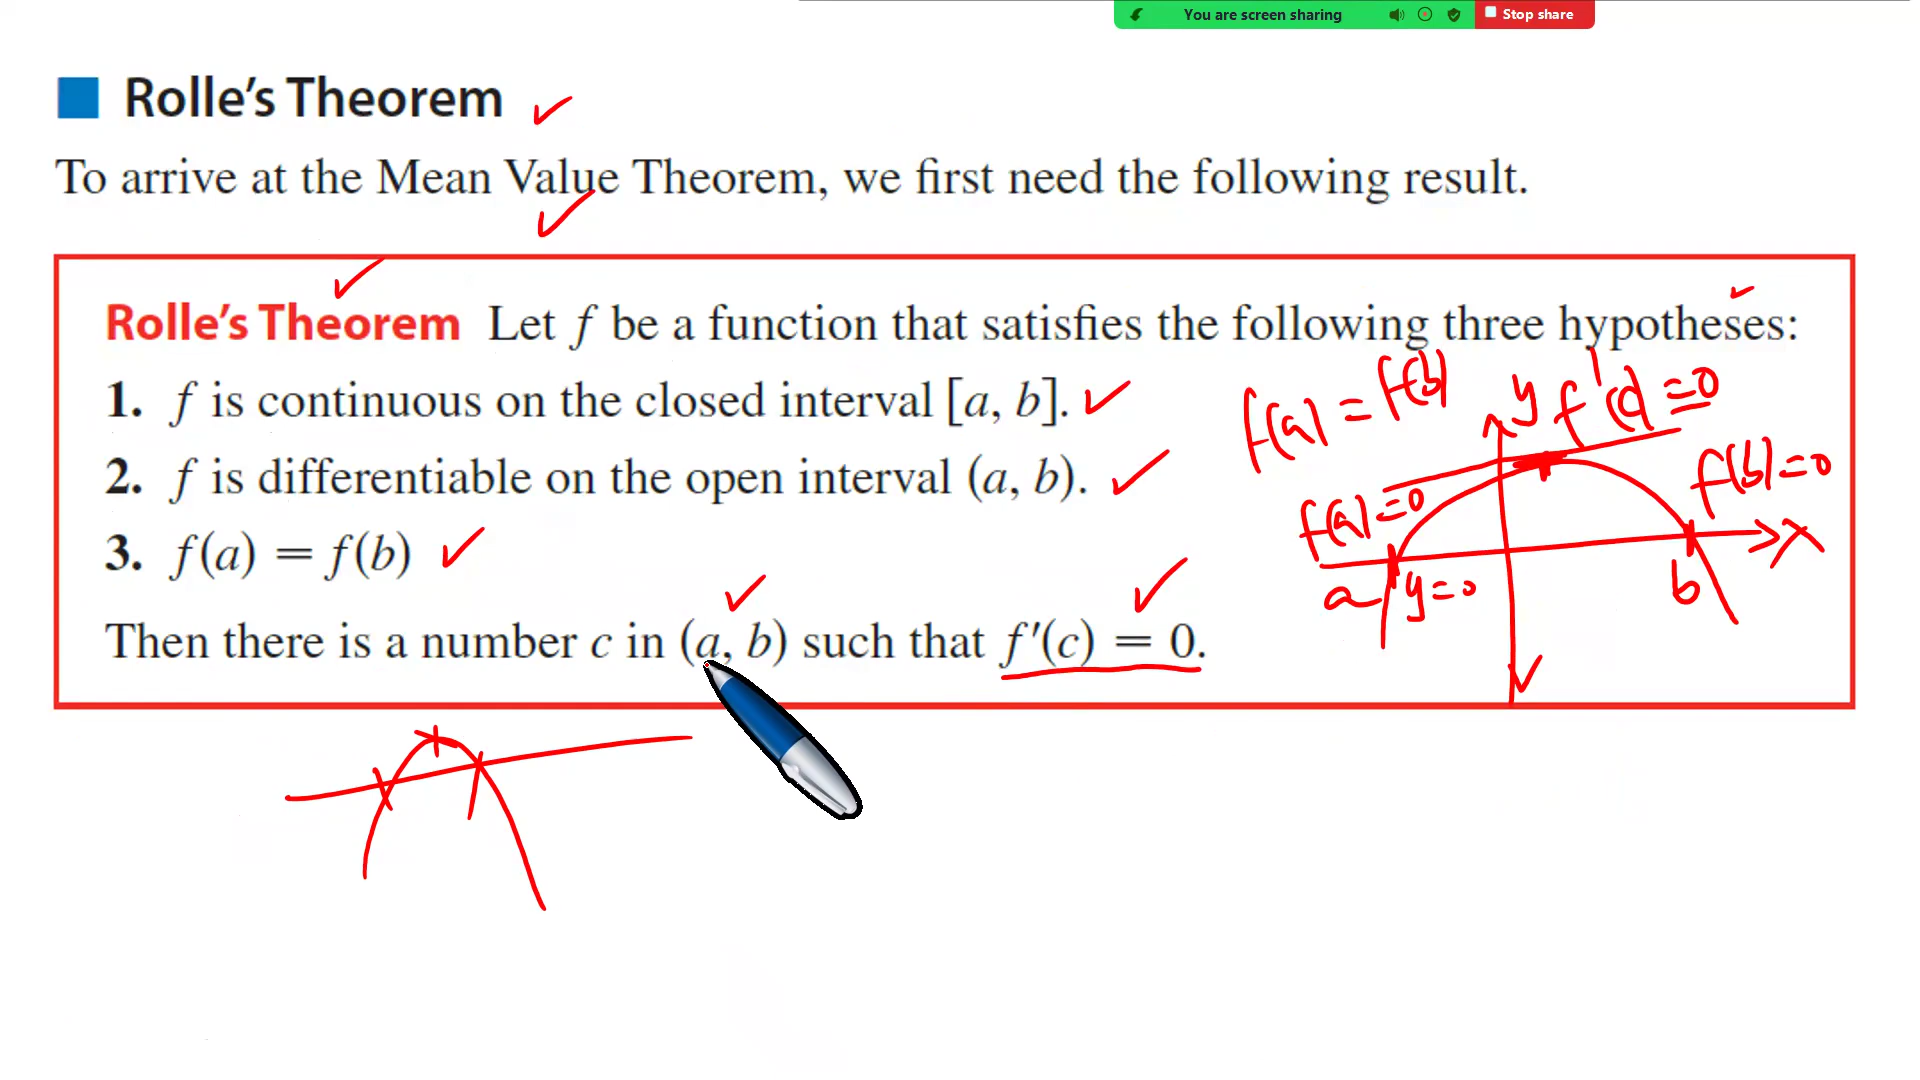 You are screen sharing Stop share
Rolle's Theorem
To arrive at the Mean Value Theorem, we first need the following result.
Rolle's Theorem Let f be a function that satisfies the following three hypotheses:
1. f is continuous on the closed interval [a, b].
2. f is differentiable on the open interval (a, b).
3. f(a) = f(b)
Then there is a number c in (a, b) such that f′(c) = 0.
f(a) = f(b)
y f'(c) = 0
f(a) = 0
f(b) = 0
x
a y = 0
b